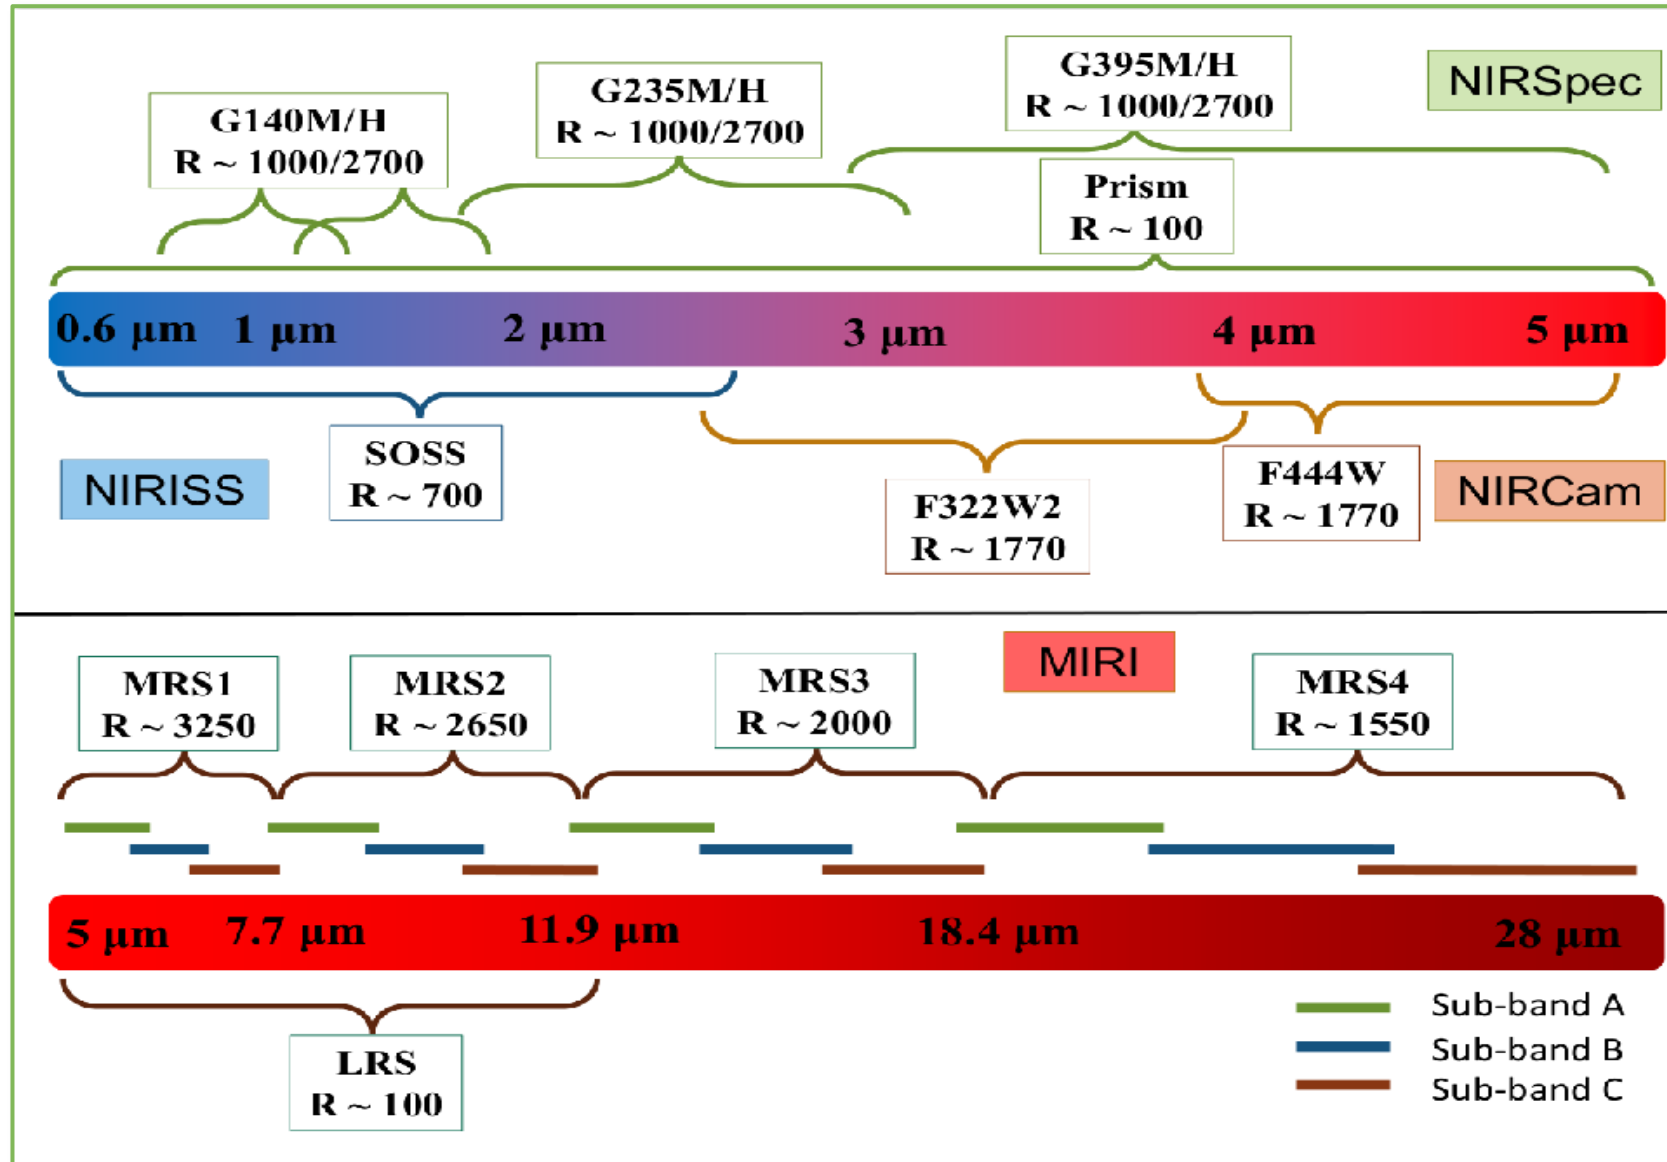 G140M/H
R ~ 1000/2700
G235M/H
R ~ 1000/2700
G395M/H
R ~ 1000/2700
NIRSpec
Prism
R ~ 100
0.6 μm 1 μm 2 μm 3 μm 4 μm 5 μm
SOSS
R ~ 700
NIRISS
F322W2
R ~ 1770
F444W
R ~ 1770
NIRCam
MIRI
MRS1
R ~ 3250
MRS2
R ~ 2650
MRS3
R ~ 2000
MRS4
R ~ 1550
5 μm 7.7 μm 11.9 μm 18.4 μm 28 μm
LRS
R ~ 100
Sub-band A
Sub-band B
Sub-band C